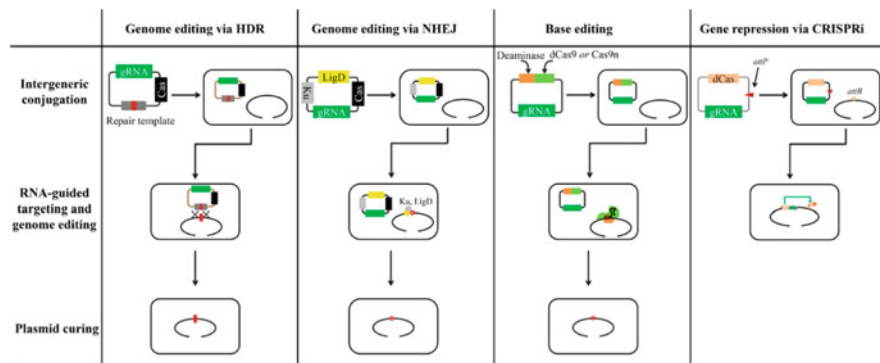 Genome editing via HDR
Genome editing via NHEJ
Base editing
Gene repression via CRISPRi
Intergeneric
conjugation
gRNA
Cas
Repair template
LigD
Ku
Cas
gRNA
Deaminase
dCas9 or Cas9n
gRNA
dCas
attP
gRNA
attB
RNA-guided
targeting and
genome editing
Ku, LigD
Plasmid curing